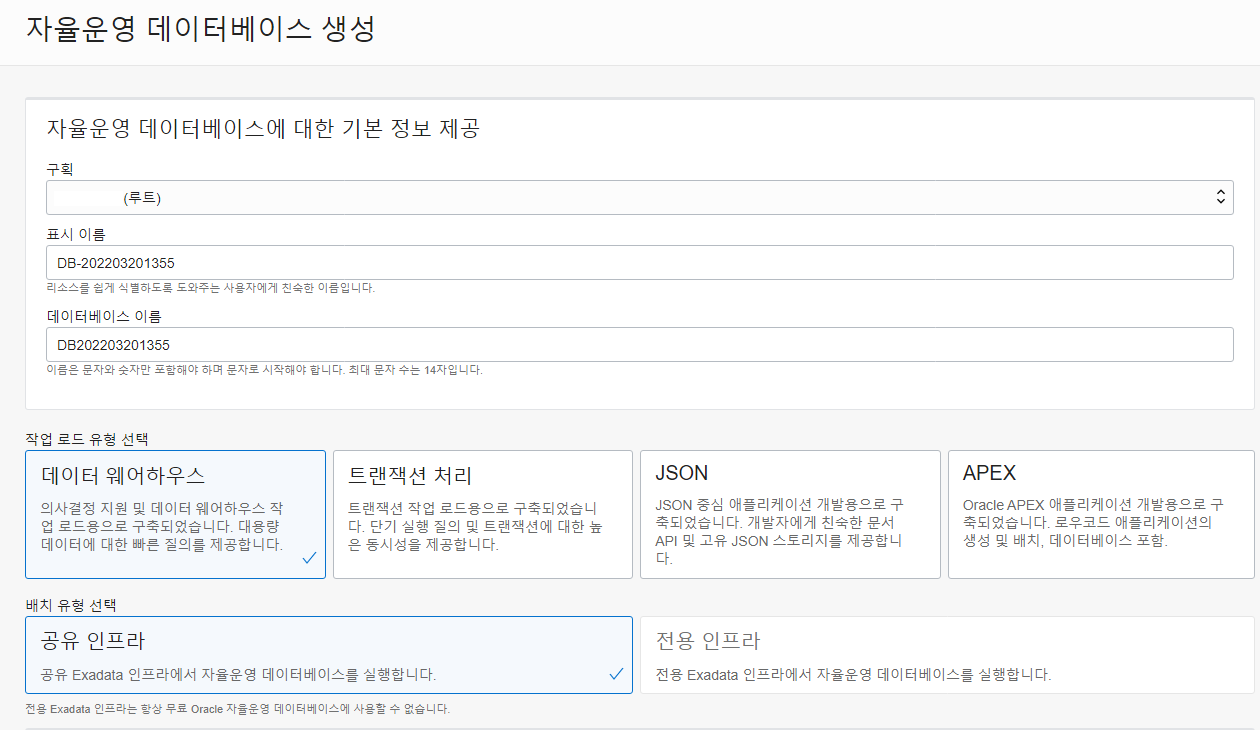 자율운영 데이터베이스 생성
자율운영 데이터베이스에 대한 기본 정보 제공
구획
(루트)
표시 이름
DB-202203201355
리소스를 쉽게 식별하도록 도와주는 사용자에게 친숙한 이름입니다.
데이터베이스 이름
DB202203201355
이름은 문자와 숫자만 포함해야 하며 문자로 시작해야 합니다. 최대 문자 수는 14자입니다.
작업 로드 유형 선택
데이터 웨어하우스
의사결정 지원 및 데이터 웨어하우스 작
업 로드용으로 구축되었습니다. 대용량
데이터에 대한 빠른 질의를 제공합니다.
트랜잭션 처리
트랜잭션 작업 로드용으로 구축되었습니
다. 단기 실행 질의 및 트랜잭션에 대한 높
은 동시성을 제공합니다.
JSON
JSON 중심 애플리케이션 개발용으로 구
축되었습니다. 개발자에게 친숙한 문서
API 및 고유 JSON 스토리지를 제공합니
다.
APEX
Oracle APEX 애플리케이션 개발용으로 구
축되었습니다. 로우코드 애플리케이션의
생성 및 배치, 데이터베이스 포함.
배치 유형 선택
공유 인프라
공유 Exadata 인프라에서 자율운영 데이터베이스를 실행합니다.
전용 인프라
전용 Exadata 인프라에서 자율운영 데이터베이스를 실행합니다.
전용 Exadata 인프라는 항상 무료 Oracle 자율운영 데이터베이스에 사용할 수 없습니다.